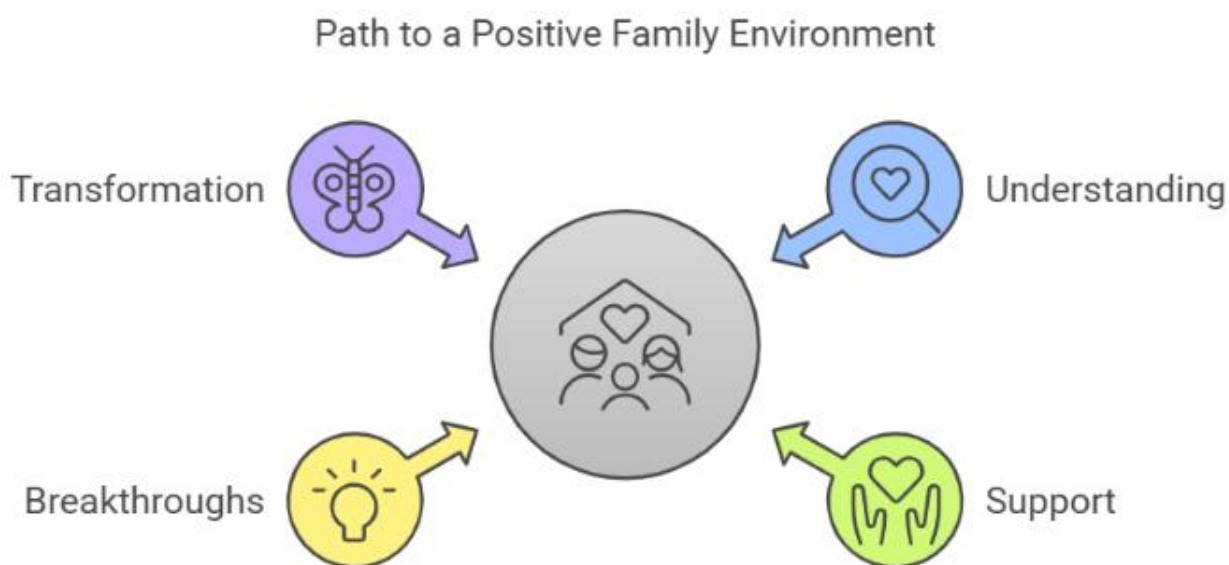 Path to a Positive Family Environment
Transformation
Understanding
Breakthroughs
Support